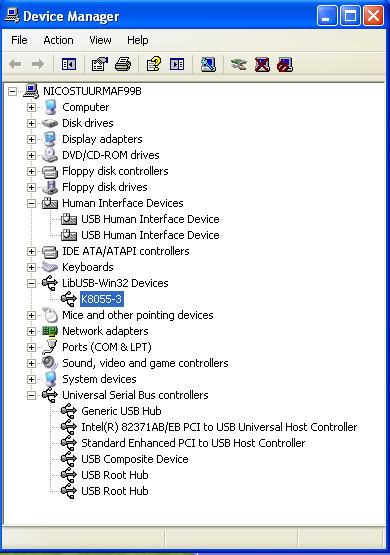 Device Manager
File Action View Help
NICOSTUURMAF99B
Computer
Disk drives
Display adapters
DVD/CD-ROM drives
Floppy disk controllers
Floppy disk drives
Human Interface Devices
USB Human Interface Device
USB Human Interface Device
IDE ATA/ATAPI controllers
Keyboards
LibUSB-Win32 Devices
K8055-3
Mice and other pointing devices
Network adapters
Ports (COM & LPT)
Sound, video and game controllers
System devices
Universal Serial Bus controllers
Generic USB Hub
Intel(R) 82371AB/EB PCI to USB Universal Host Controller
Standard Enhanced PCI to USB Host Controller
USB Composite Device
USB Root Hub
USB Root Hub